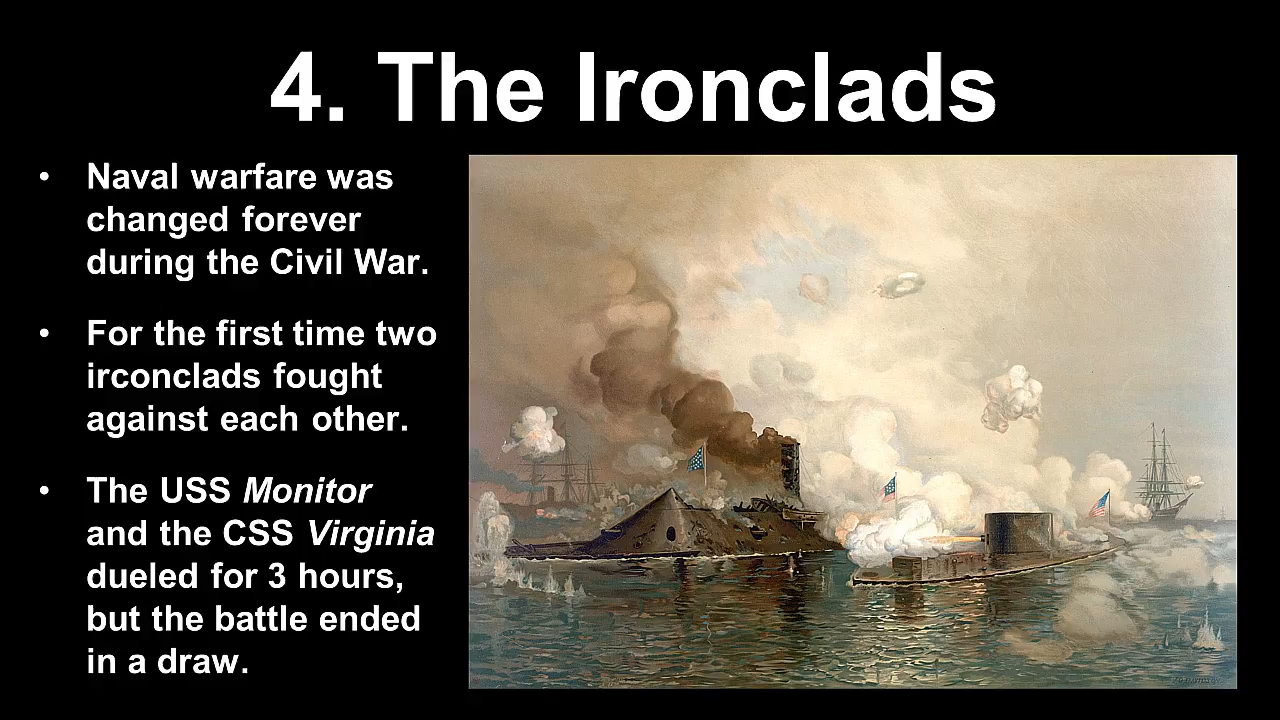 4. The Ironclads
• Naval warfare was
changed forever
during the Civil War.
• For the first time two
irconclads fought
against each other.
• The USS Monitor
and the CSS Virginia
dueled for 3 hours,
but the battle ended
in a draw.